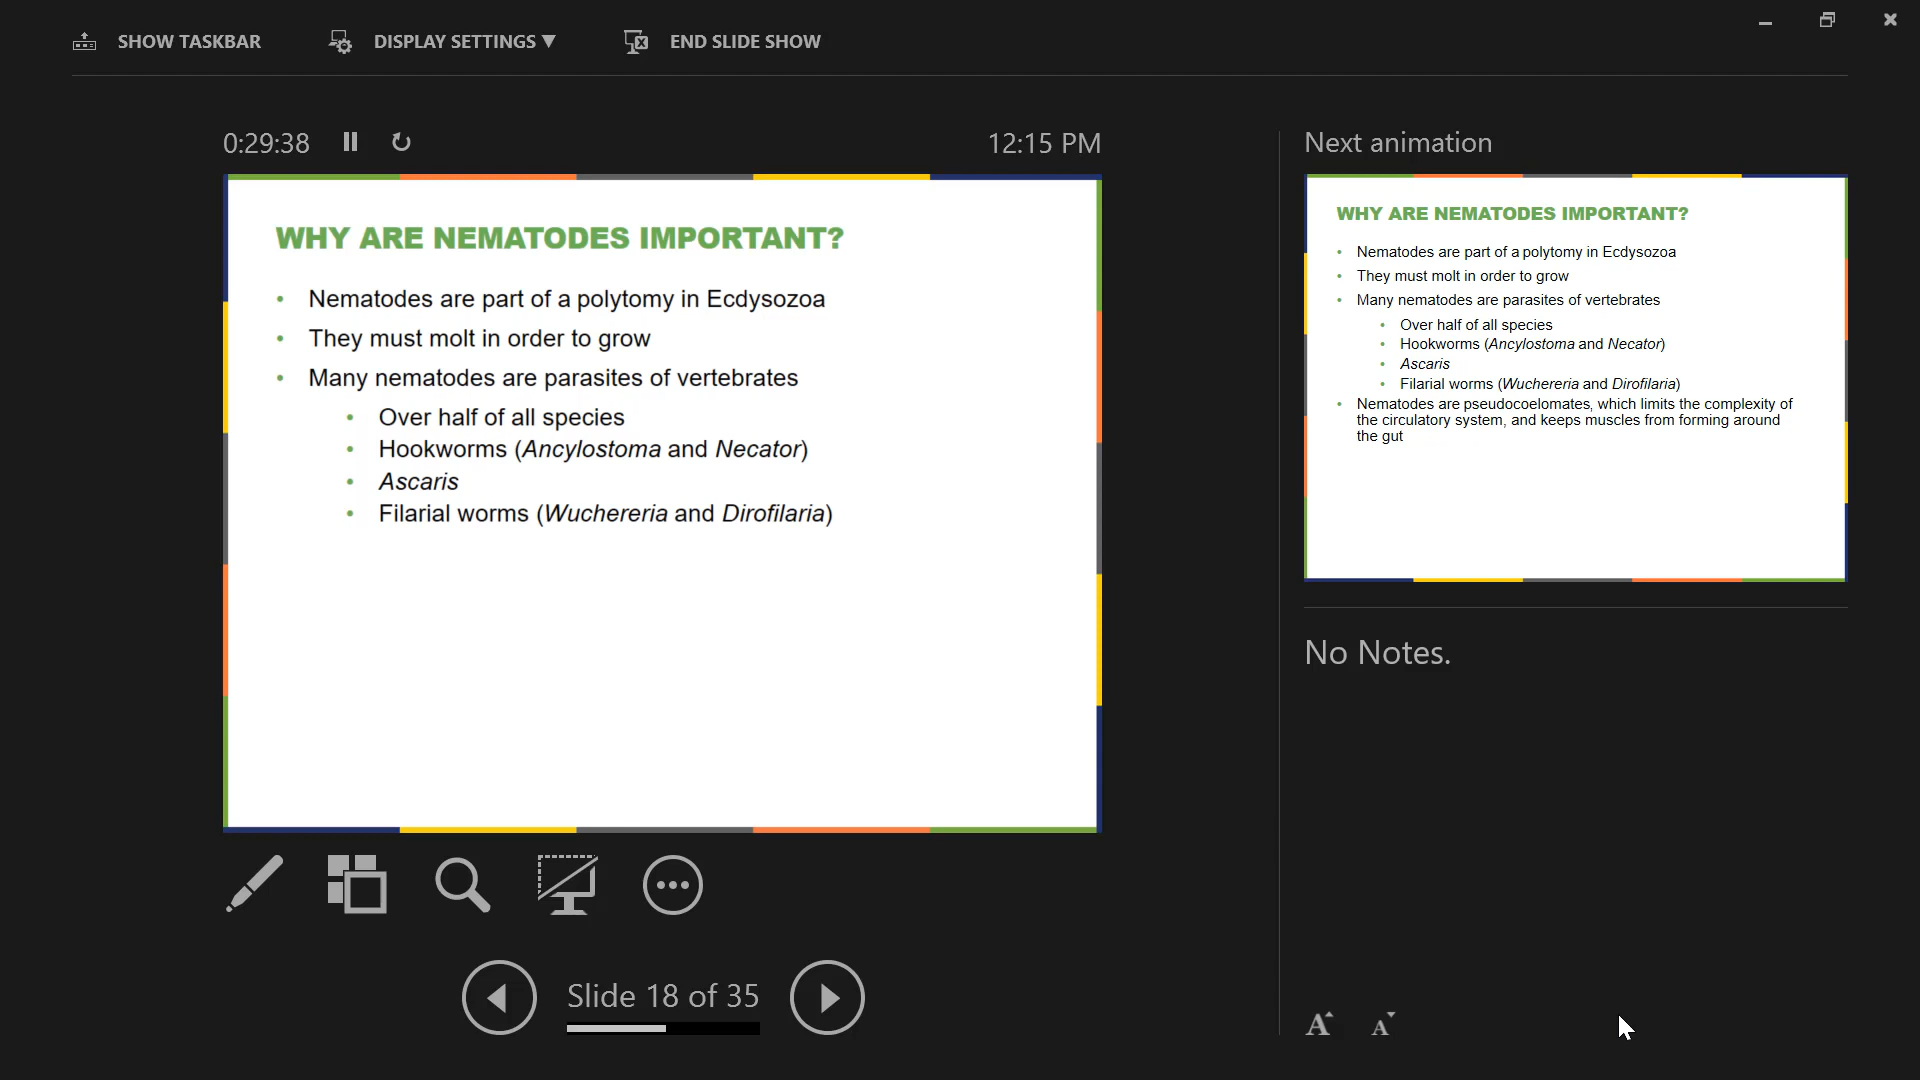 SHOW TASKBAR
DISPLAY SETTINGS ▼
END SLIDE SHOW
0:29:38
12:15 PM
WHY ARE NEMATODES IMPORTANT?
• Nematodes are part of a polytomy in Ecdysozoa
• They must molt in order to grow
• Many nematodes are parasites of vertebrates
• Over half of all species
• Hookworms (Ancylostoma and Necator)
• Ascaris
• Filarial worms (Wuchereria and Dirofilaria)
Slide 18 of 35
Next animation
WHY ARE NEMATODES IMPORTANT?
• Nematodes are part of a polytomy in Ecdysozoa
• They must molt in order to grow
• Many nematodes are parasites of vertebrates
• Over half of all species
• Hookworms (Ancylostoma and Necator)
• Ascaris
• Filarial worms (Wuchereria and Dirofilaria)
• Nematodes are pseudocoelomates, which limits the complexity of
the circulatory system, and keeps muscles from forming around
the gut
No Notes.
A A